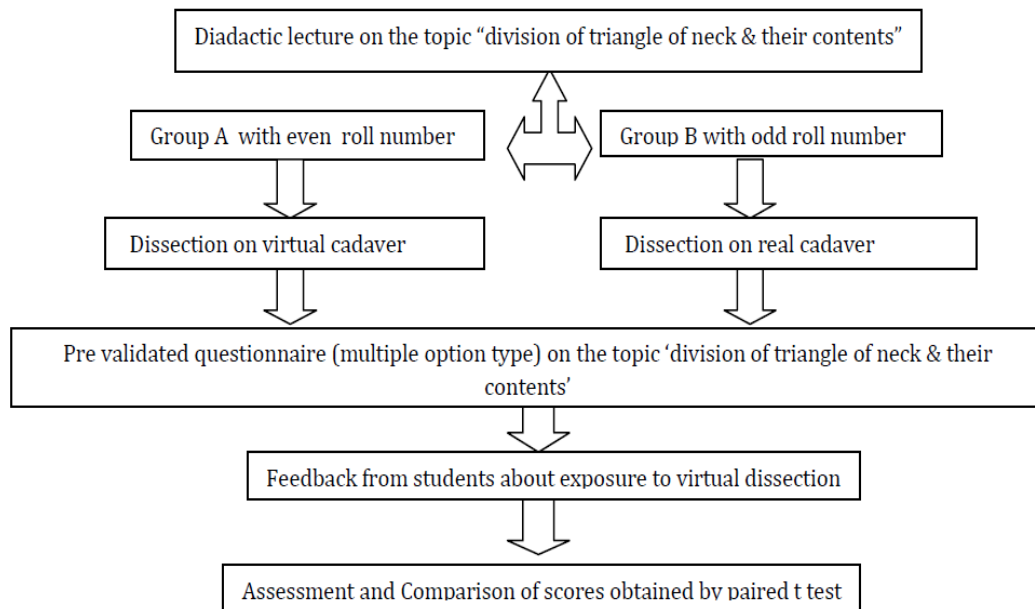 Diadactic lecture on the topic “division of triangle of neck & their contents”
Group A with even roll number
Group B with odd roll number
Dissection on virtual cadaver
Dissection on real cadaver
Pre validated questionnaire (multiple option type) on the topic ‘division of triangle of neck & their
contents’
Feedback from students about exposure to virtual dissection
Assessment and Comparison of scores obtained by paired t test